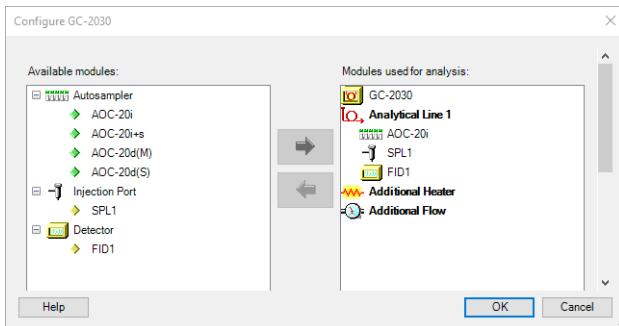 Configure GC-2030
Available modules:
Autosampler
AOC-20i
AOC-20i+s
AOC-20d(M)
AOC-20d(S)
Injection Port
SPL1
Detector
FID1
Modules used for analysis:
GC-2030
Analytical Line 1
AOC-20i
SPL1
FID1
Additional Heater
Additional Flow
Help
OK
Cancel